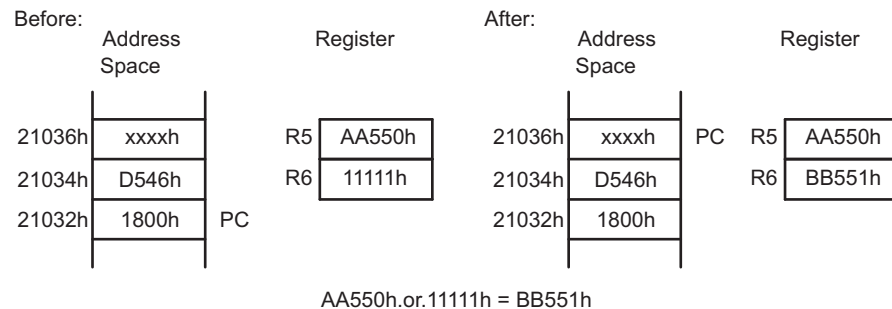 Before:
After:
Address Space
Register
Address Space
Register
21036h xxxxh R5 AA550h 21036h xxxxh PC R5 AA550h
21034h D546h R6 11111h 21034h D546h R6 BB551h
21032h 1800h PC 21032h 1800h
AA550h.or.11111h = BB551h